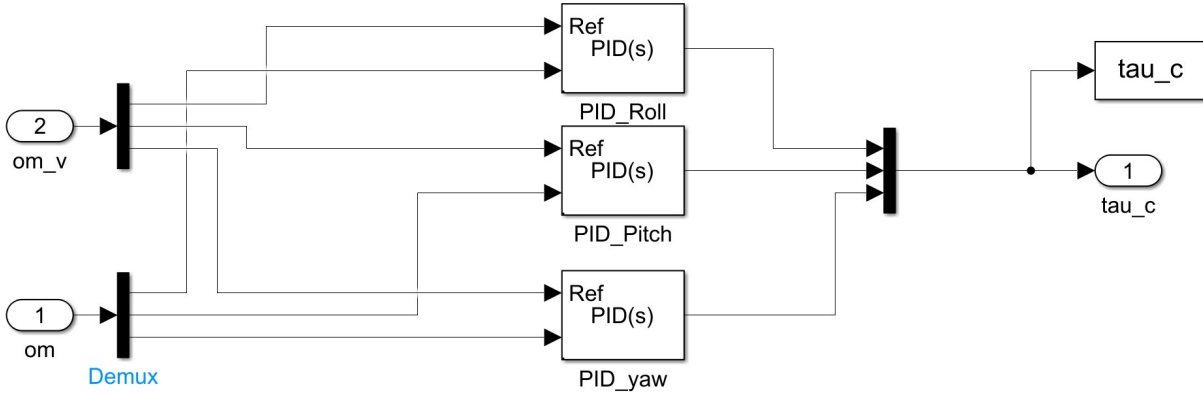 Ref
PID(s)
PID_Roll
tau_c
2
om_v
Ref
PID(s)
PID_Pitch
1
tau_c
Ref
PID(s)
PID_yaw
1
om
Demux